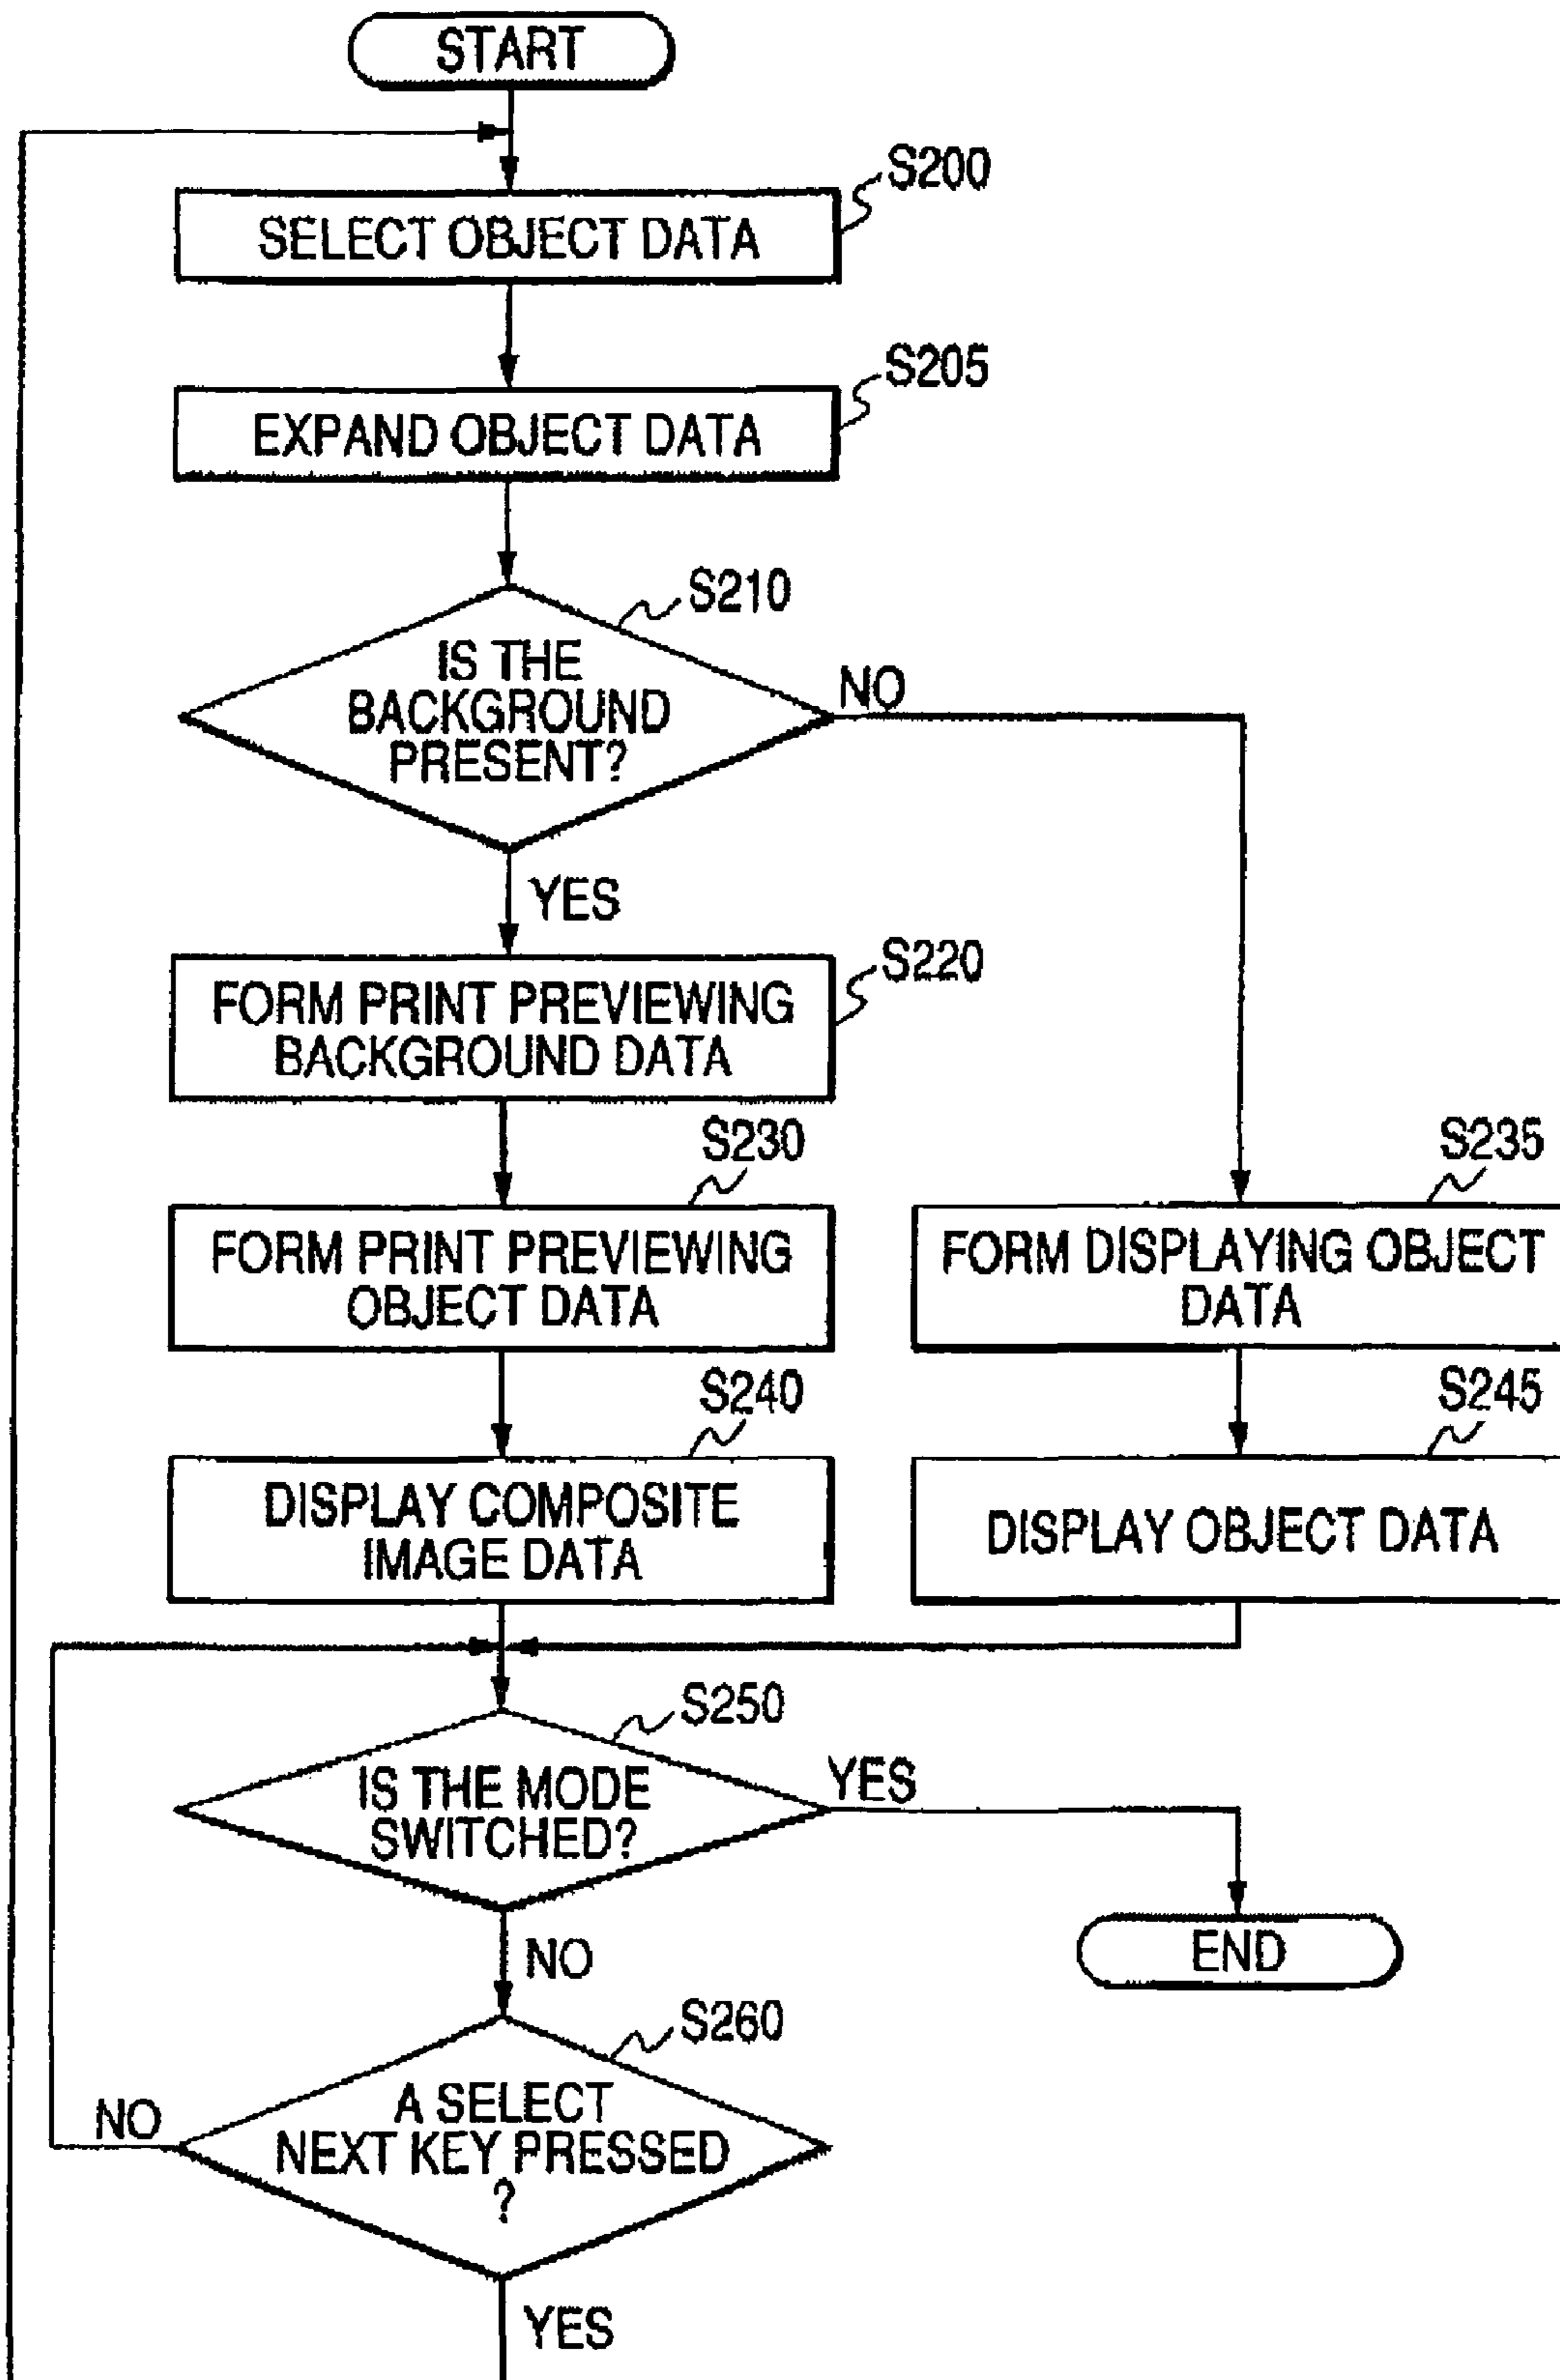 START
S200
SELECT OBJECT DATA
S205
EXPAND OBJECT DATA
S210
IS THE
BACKGROUND
PRESENT?
NO
YES
S220
FORM PRINT PREVIEWING
BACKGROUND DATA
S230
FORM PRINT PREVIEWING
OBJECT DATA
S235
FORM DISPLAYING OBJECT
DATA
S240
DISPLAY COMPOSITE
IMAGE DATA
S245
DISPLAY OBJECT DATA
S250
IS THE MODE
SWITCHED?
YES
NO
END
S260
A SELECT
NEXT KEY PRESSED
?
NO
YES